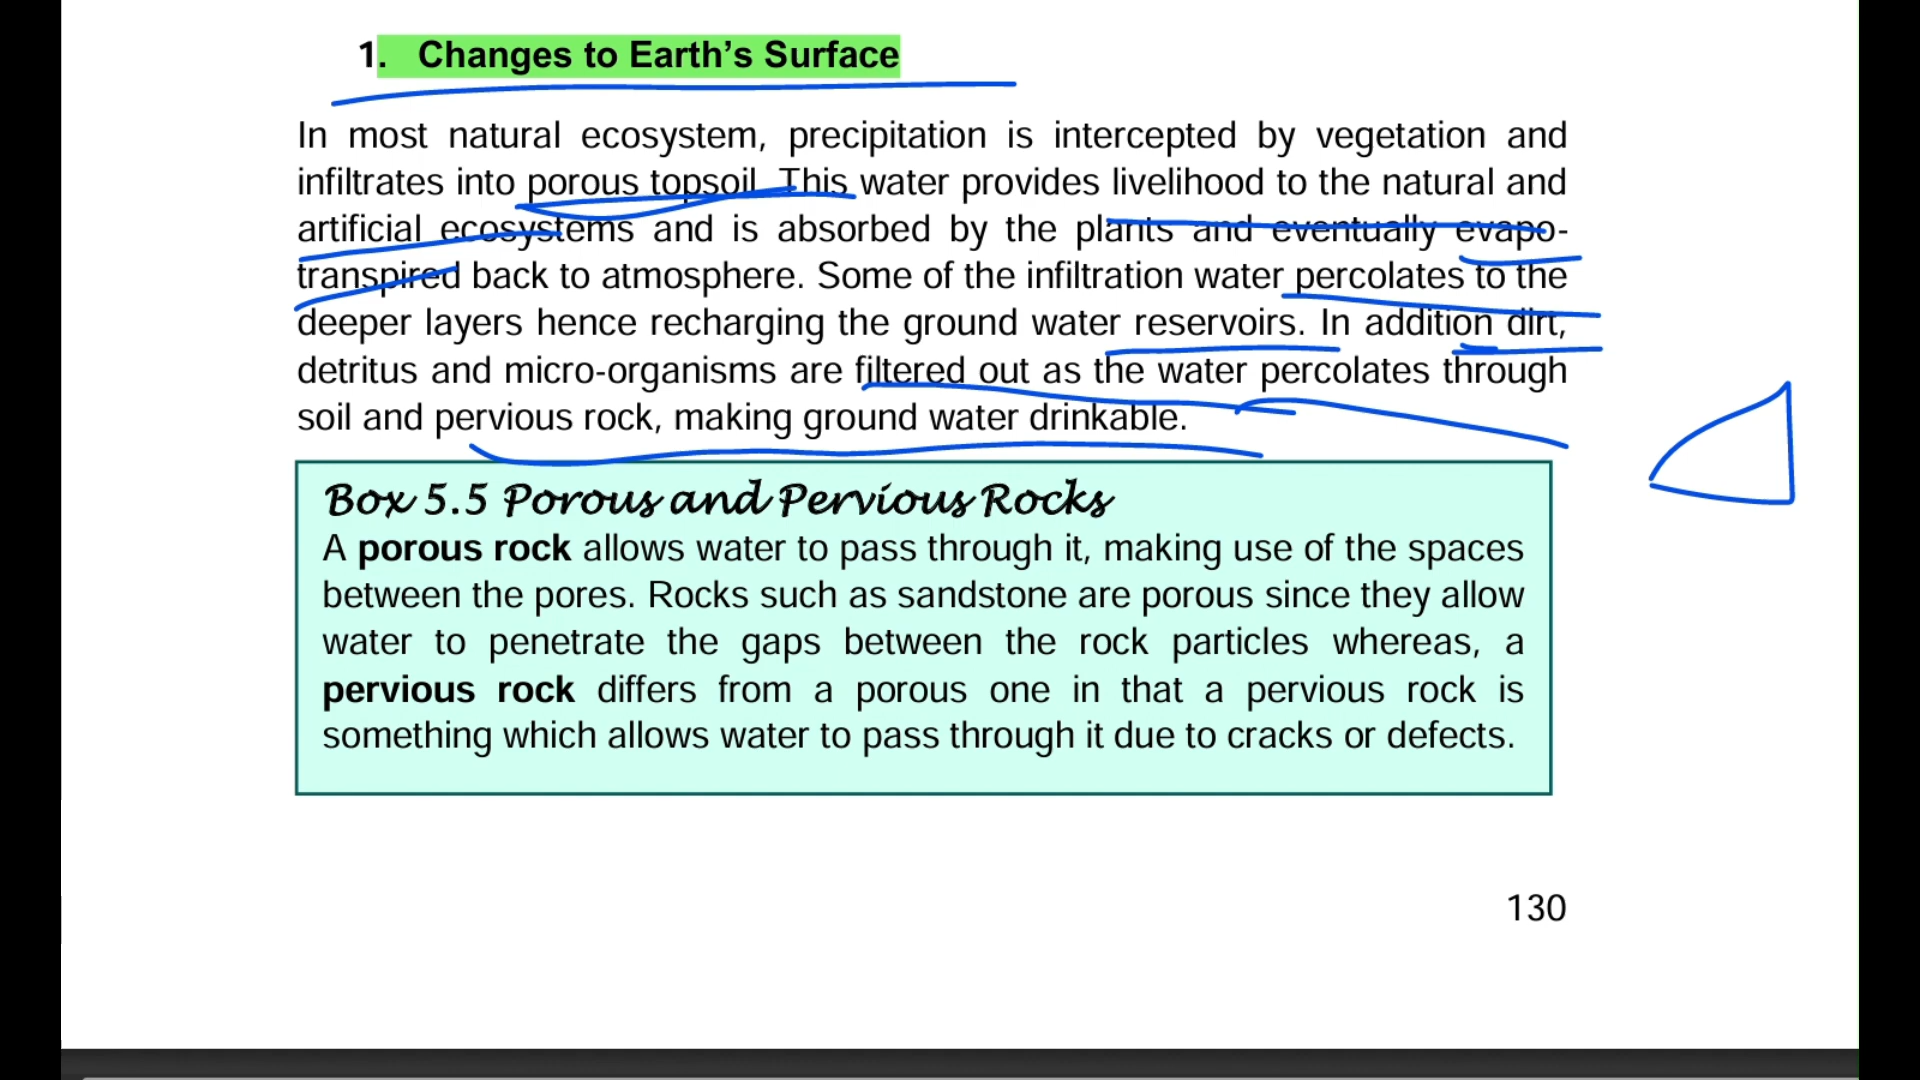 1. Changes to Earth's Surface
In most natural ecosystem, precipitation is intercepted by vegetation and
infiltrates into porous topsoil. This water provides livelihood to the natural and
artificial ecosystems and is absorbed by the plants and eventually evapo-
transpired back to atmosphere. Some of the infiltration water percolates to the
deeper layers hence recharging the ground water reservoirs. In addition dirt,
detritus and micro-organisms are filtered out as the water percolates through
soil and pervious rock, making ground water drinkable.
Box 5.5 Porous and Pervious Rocks
A porous rock allows water to pass through it, making use of the spaces
between the pores. Rocks such as sandstone are porous since they allow
water to penetrate the gaps between the rock particles whereas, a
pervious rock differs from a porous one in that a pervious rock is
something which allows water to pass through it due to cracks or defects.
130